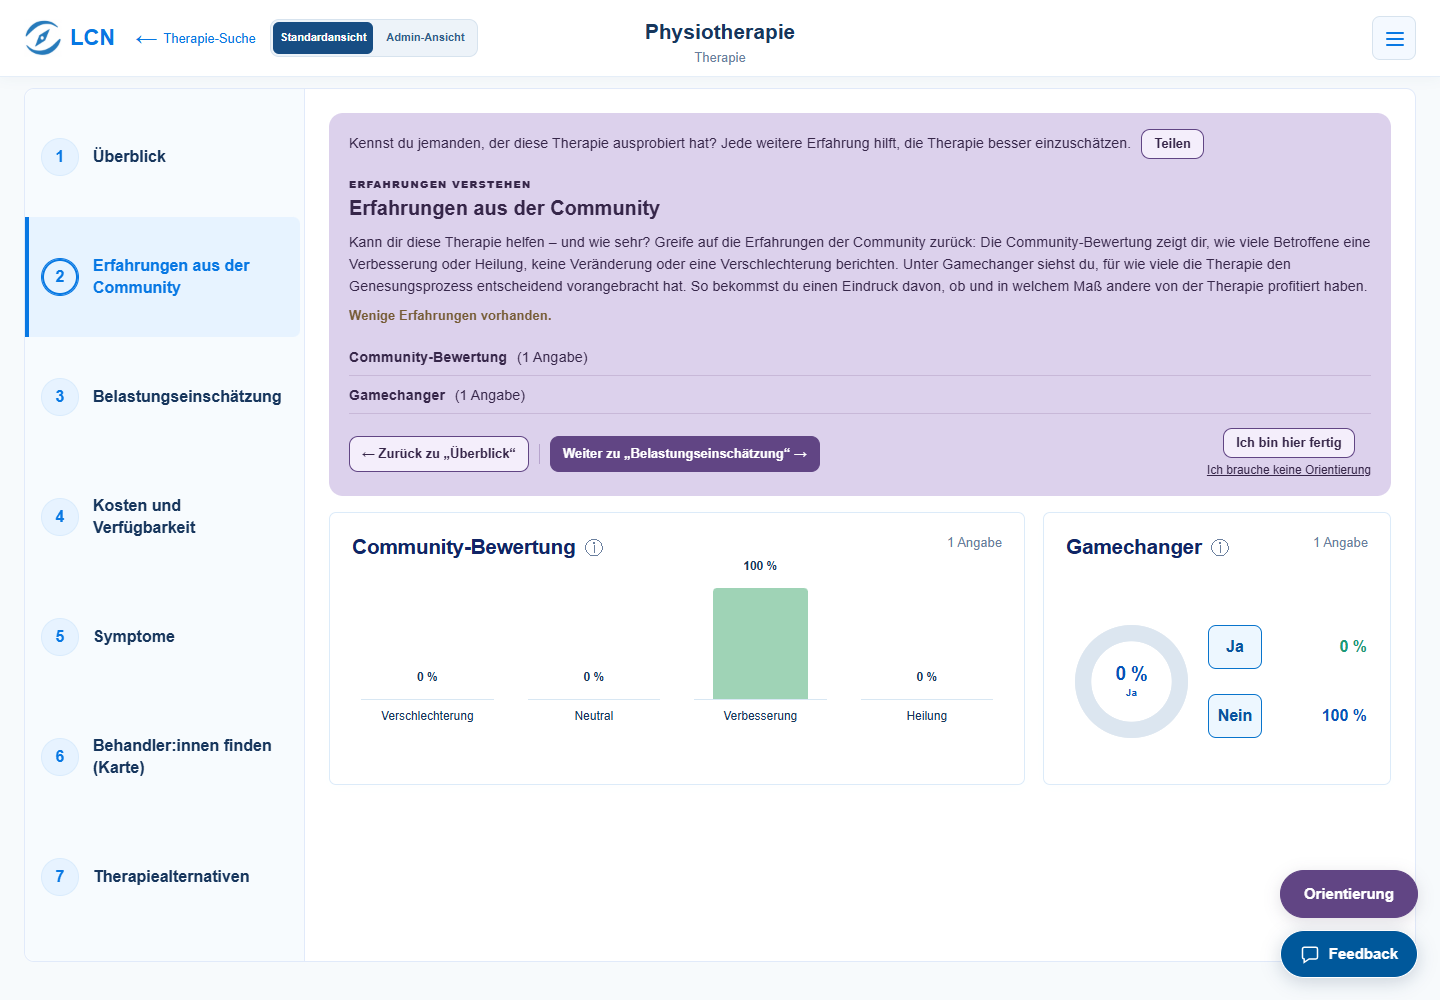 LCN
← Therapie-Suche
Standardansicht
Admin-Ansicht
Physiotherapie
Therapie
1
Überblick
2
Erfahrungen aus der
Community
3
Belastungseinschätzung
4
Kosten und
Verfügbarkeit
5
Symptome
6
Behandler:innen finden
(Karte)
7
Therapiealternativen
Kennst du jemanden, der diese Therapie ausprobiert hat? Jede weitere Erfahrung hilft, die Therapie besser einzuschätzen.
Teilen
ERFAHRUNGEN VERSTEHEN
Erfahrungen aus der Community
Kann dir diese Therapie helfen – und wie sehr? Greife auf die Erfahrungen der Community zurück: Die Community-Bewertung zeigt dir, wie viele Betroffene eine
Verbesserung oder Heilung, keine Veränderung oder eine Verschlechterung berichten. Unter Gamechanger siehst du, für wie viele die Therapie den
Genesungsprozess entscheidend vorangebracht hat. So bekommst du einen Eindruck davon, ob und in welchem Maß andere von der Therapie profitiert haben.
Wenige Erfahrungen vorhanden.
Community-Bewertung (1 Angabe)
Gamechanger (1 Angabe)
← Zurück zu „Überblick“
Weiter zu „Belastungseinschätzung“ →
Ich bin hier fertig
Ich brauche keine Orientierung
Community-Bewertung
1 Angabe
100 %
0 %
0 %
0 %
Verschlechterung
Neutral
Verbesserung
Heilung
Gamechanger
1 Angabe
0 %
Ja
Ja
0 %
Nein
100 %
Orientierung
Feedback